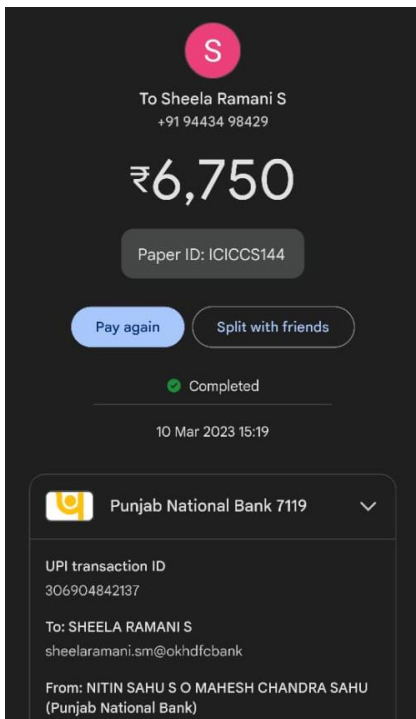 S
To Sheela Ramani S
+91 94434 98429
₹6,750
Paper ID: ICICCS144
Pay again
Split with friends
Completed
10 Mar 2023 15:19
Punjab National Bank 7119
UPI transaction ID
306904842137
To: SHEELA RAMANI S
sheelaramani.sm@okhdfcbank
From: NITIN SAHU S O MAHESH CHANDRA SAHU
(Punjab National Bank)